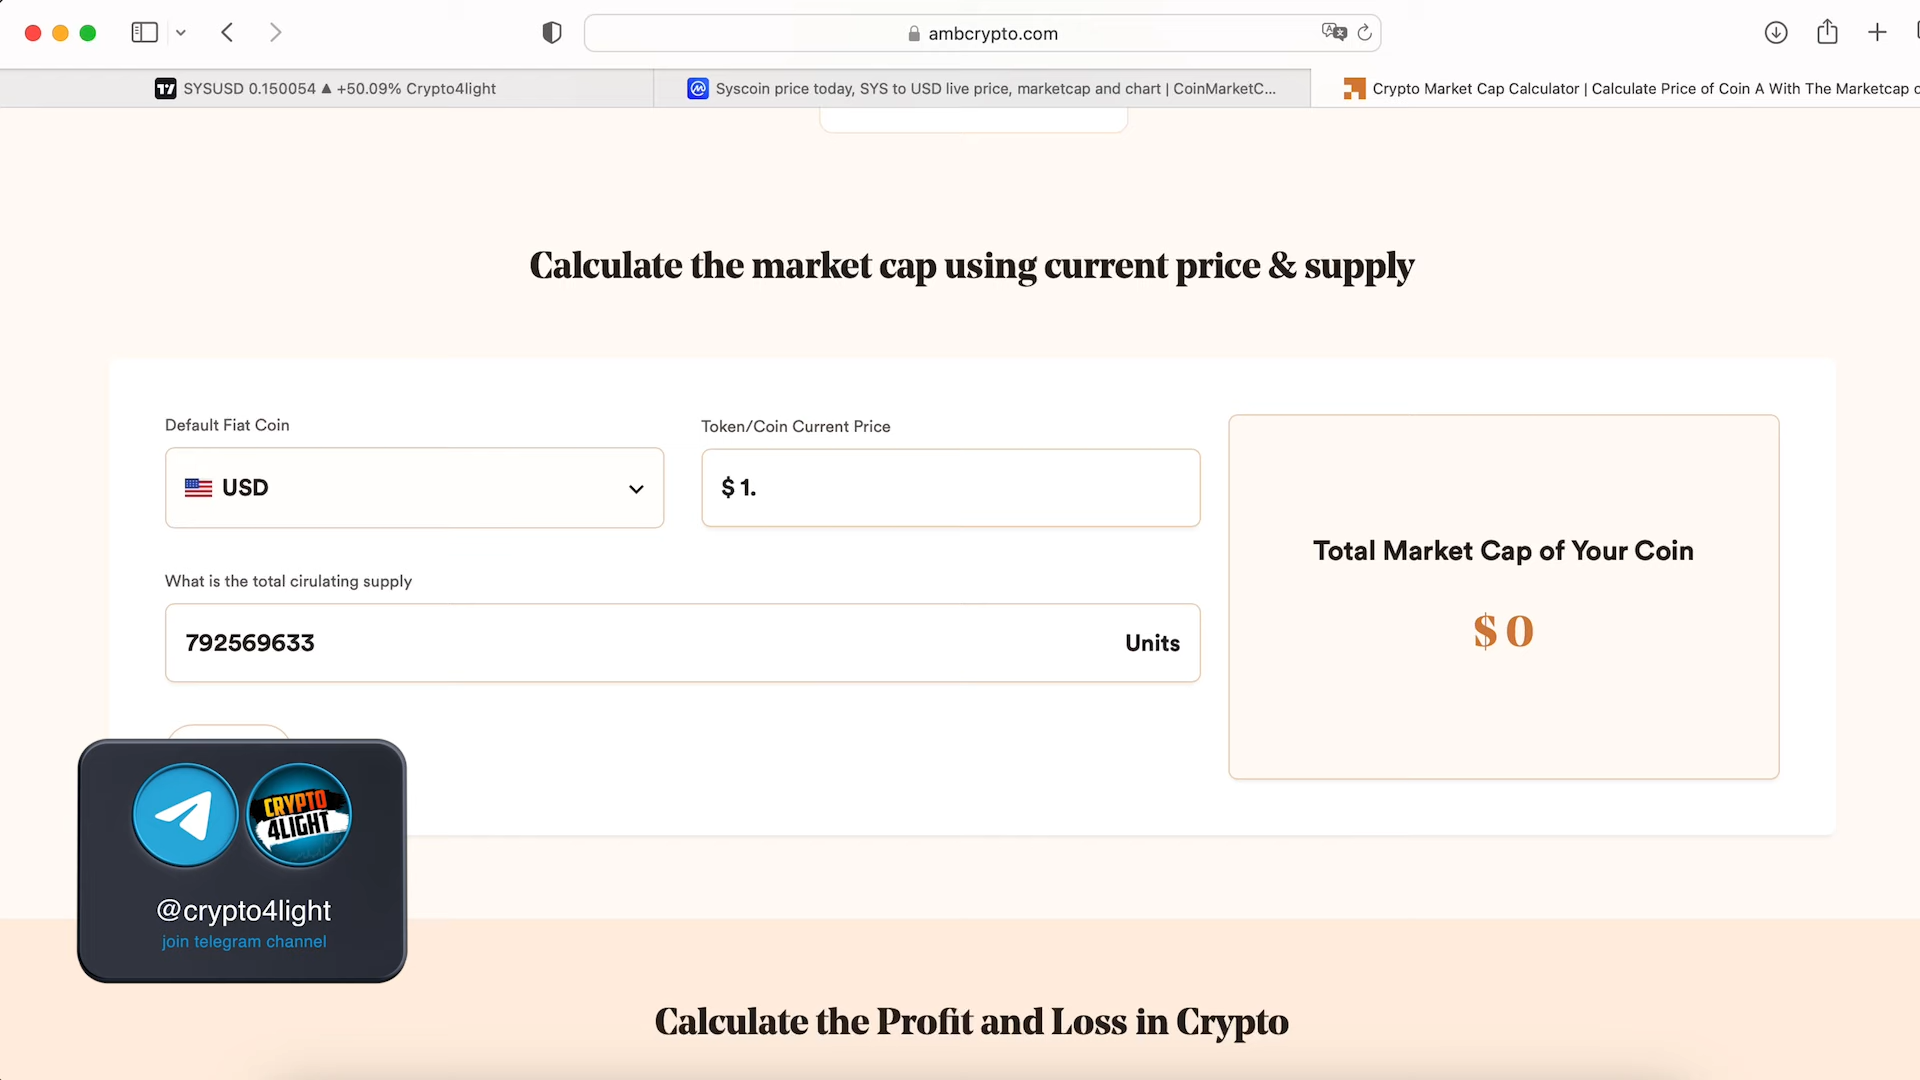 ambcrypto.com
SYSUSD 0.150054 ▲ +50.09% Crypto4light
Syscoin price today, SYS to USD live price, marketcap and chart | CoinMarketC...
Crypto Market Cap Calculator | Calculate Price of Coin A With The Marketcap o
Calculate the market cap using current price & supply
Default Fiat Coin
Token/Coin Current Price
USD
$ 1.
What is the total cirulating supply
792569633
Units
Total Market Cap of Your Coin
$ 0
CRYPTO
4LIGHT
@crypto4light
join telegram channel
Calculate the Profit and Loss in Crypto